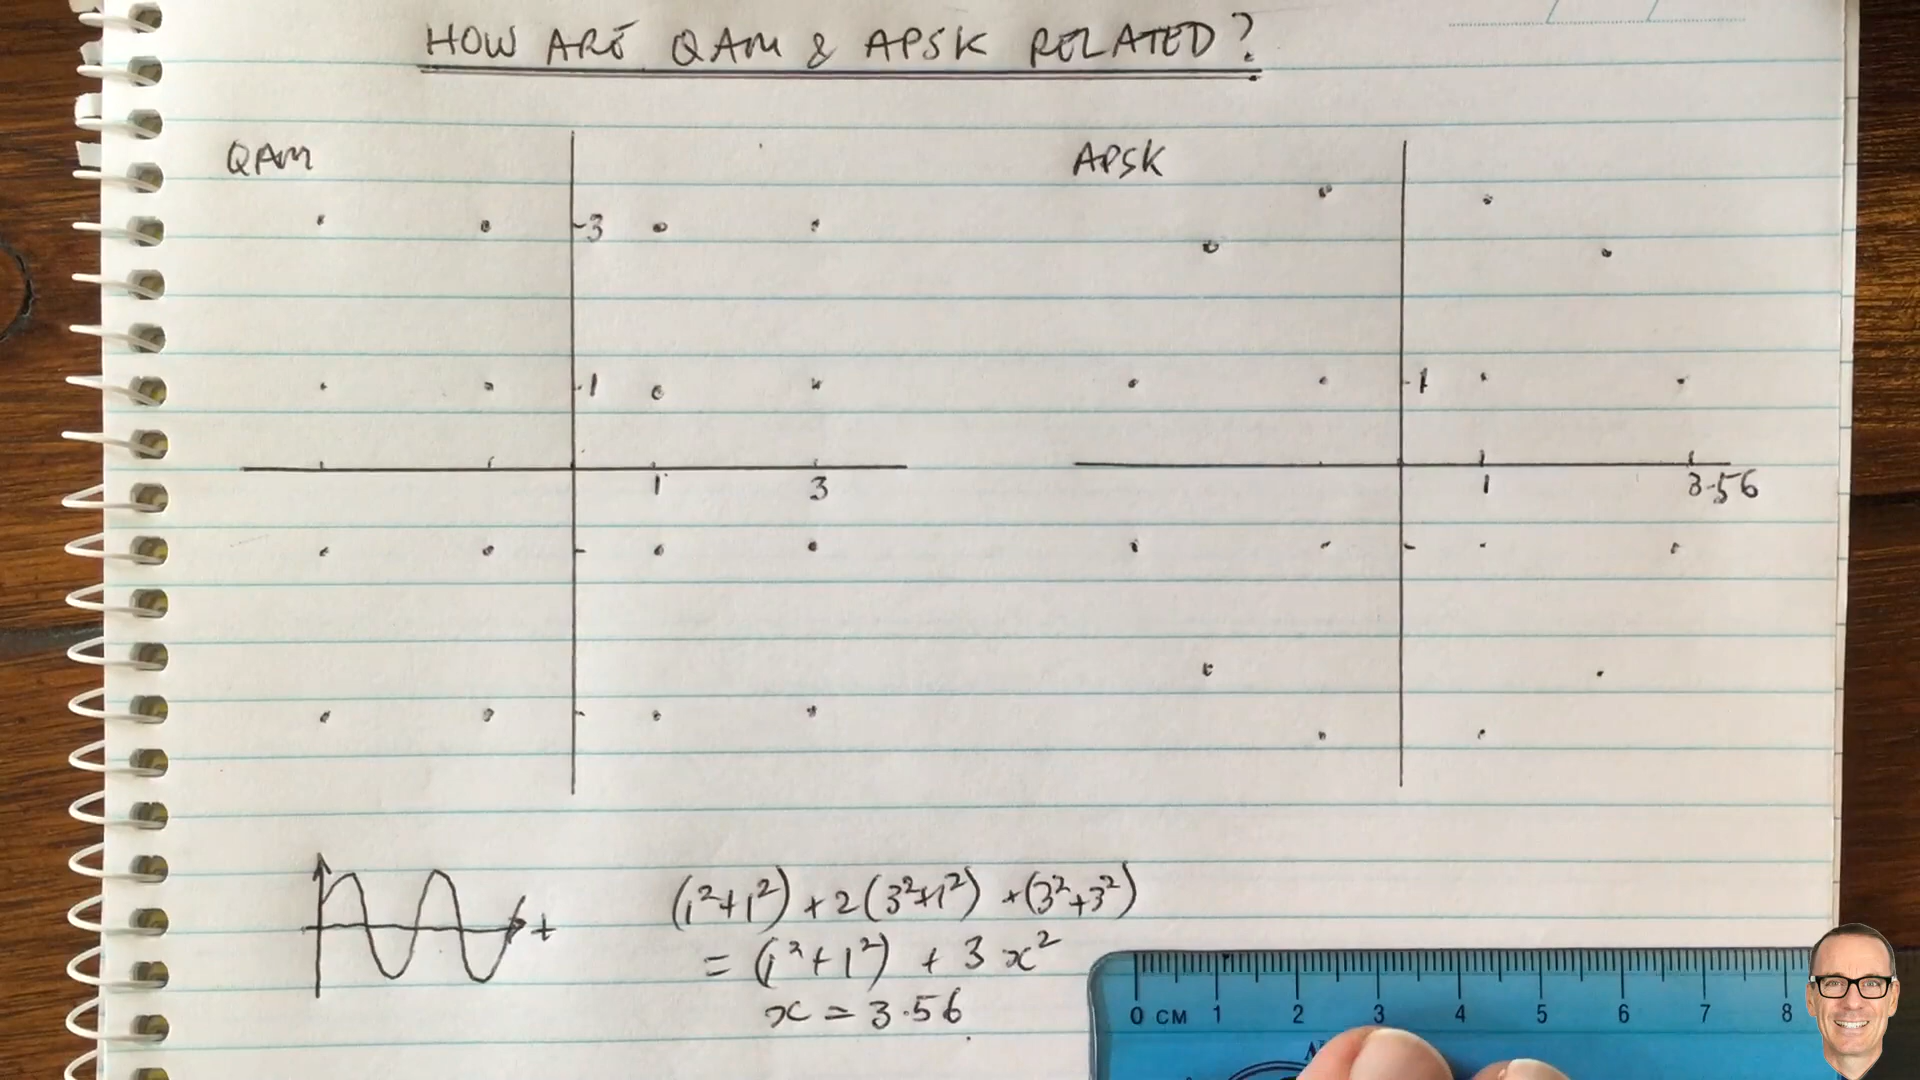 HOW ARE QAM & APSK RELATED?
QAM
3
1
1 3
APSK
1
1 3.56
t
(1²+1²) + 2(3²+1²) + (3²+3²)
= (1²+1²) + 3x²
x = 3.56
0 CM 1 2 3 4 5 6 7 8